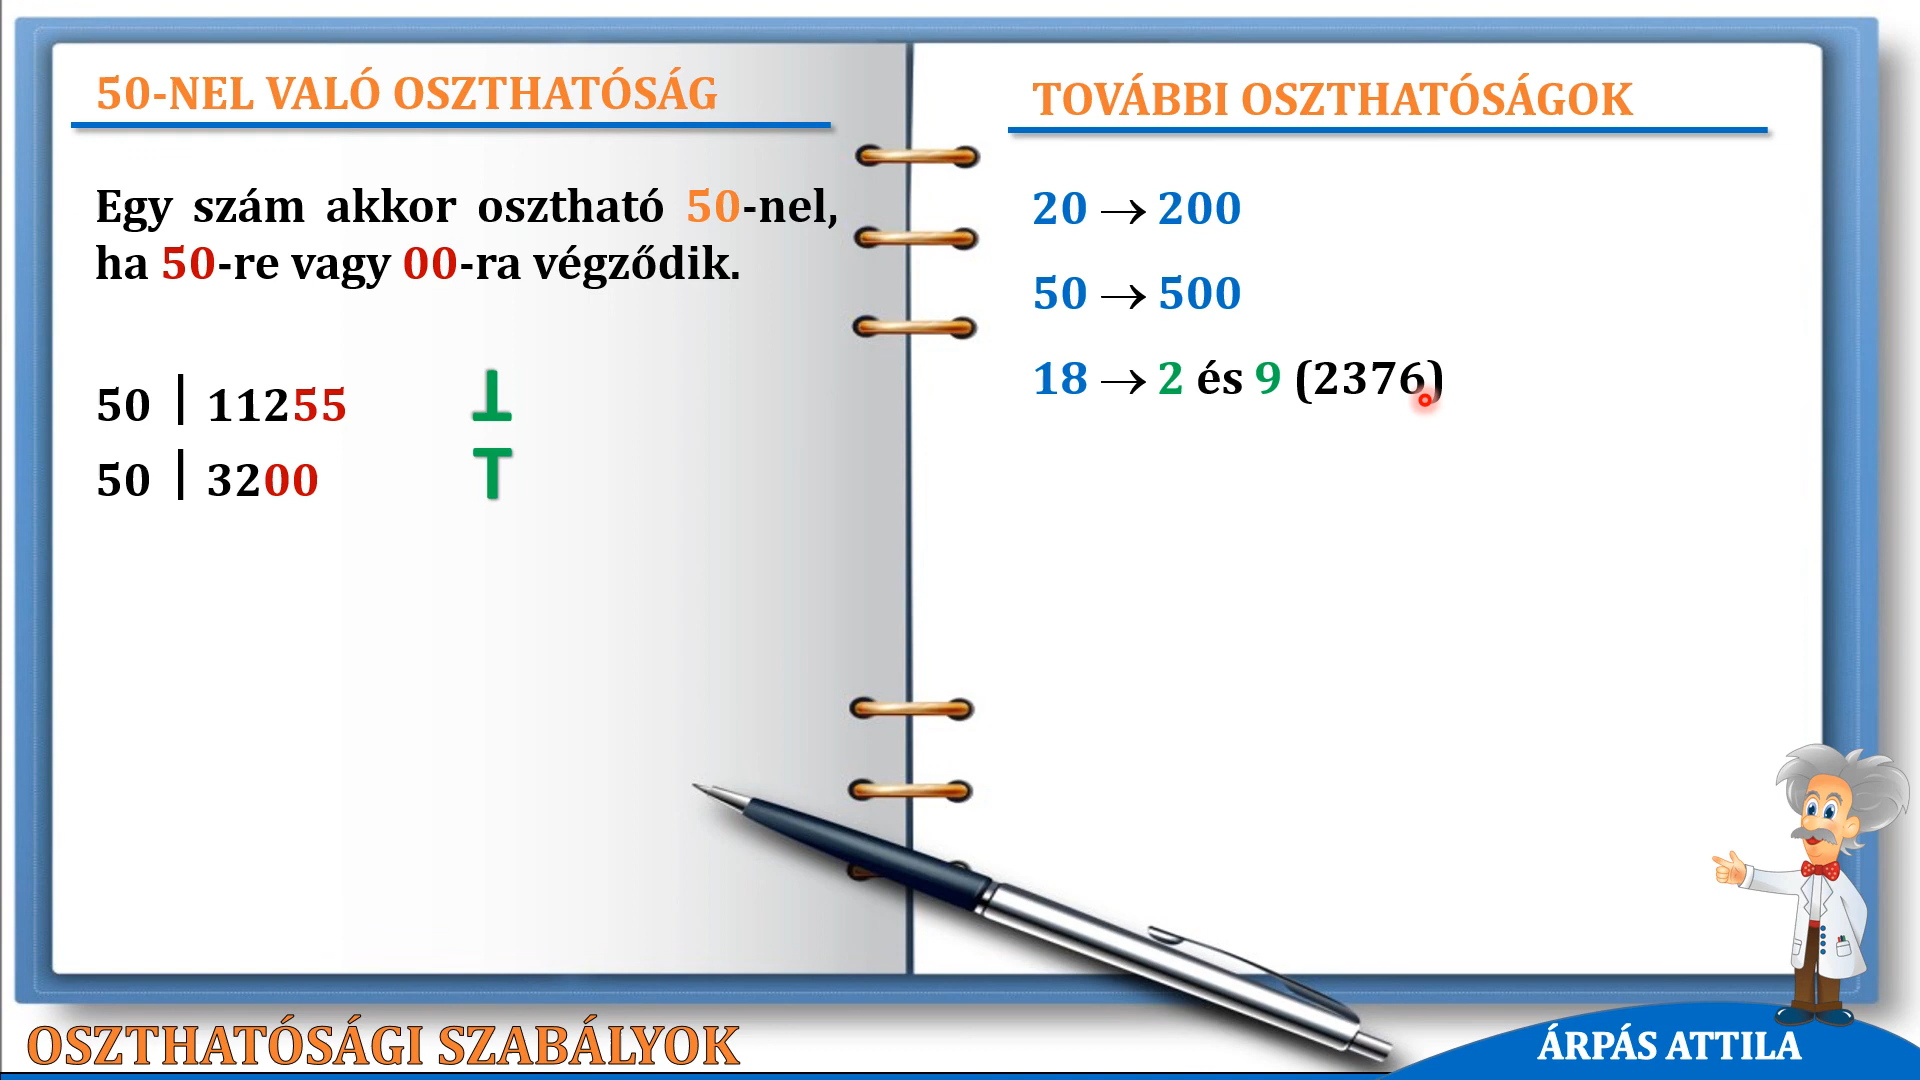 50-NEL VALÓ OSZTHATÓSÁG
Egy szám akkor osztható 50-nel,
ha 50-re vagy 00-ra végződik.
50 | 11255 ⊥
50 | 3200 ⊤
TOVÁBBI OSZTHATÓSÁGOK
20 → 200
50 → 500
18 → 2 és 9 (2376)
OSZTHATÓSÁGI SZABÁLYOK
ÁRPÁS ATTILA